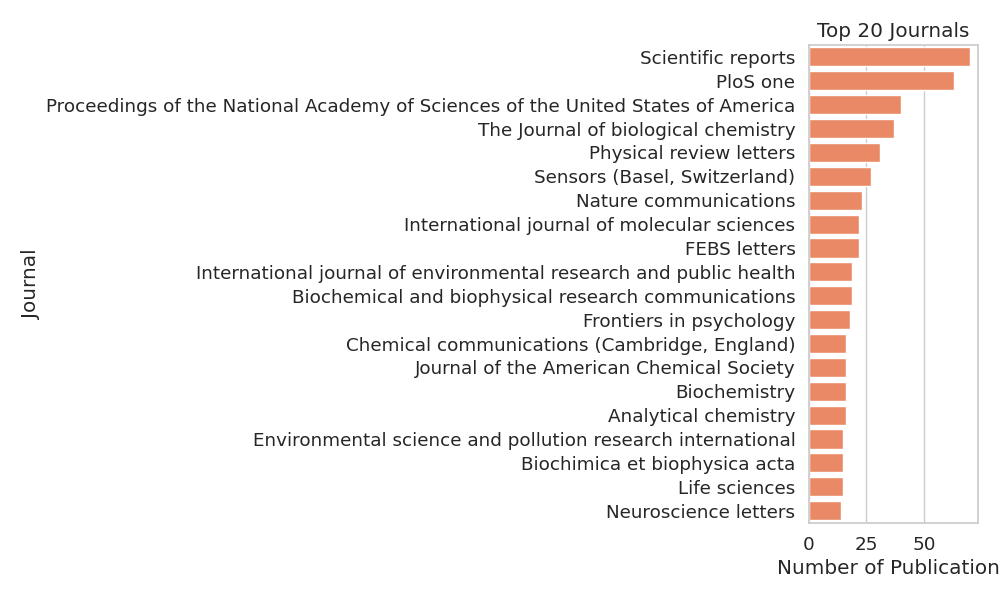 Top 20 Journals
Scientific reports
PloS one
Proceedings of the National Academy of Sciences of the United States of America
The Journal of biological chemistry
Physical review letters
Sensors (Basel, Switzerland)
Nature communications
International journal of molecular sciences
FEBS letters
International journal of environmental research and public health
Biochemical and biophysical research communications
Frontiers in psychology
Chemical communications (Cambridge, England)
Journal of the American Chemical Society
Biochemistry
Analytical chemistry
Environmental science and pollution research international
Biochimica et biophysica acta
Life sciences
Neuroscience letters
Journal
0 25 50
Number of Publication